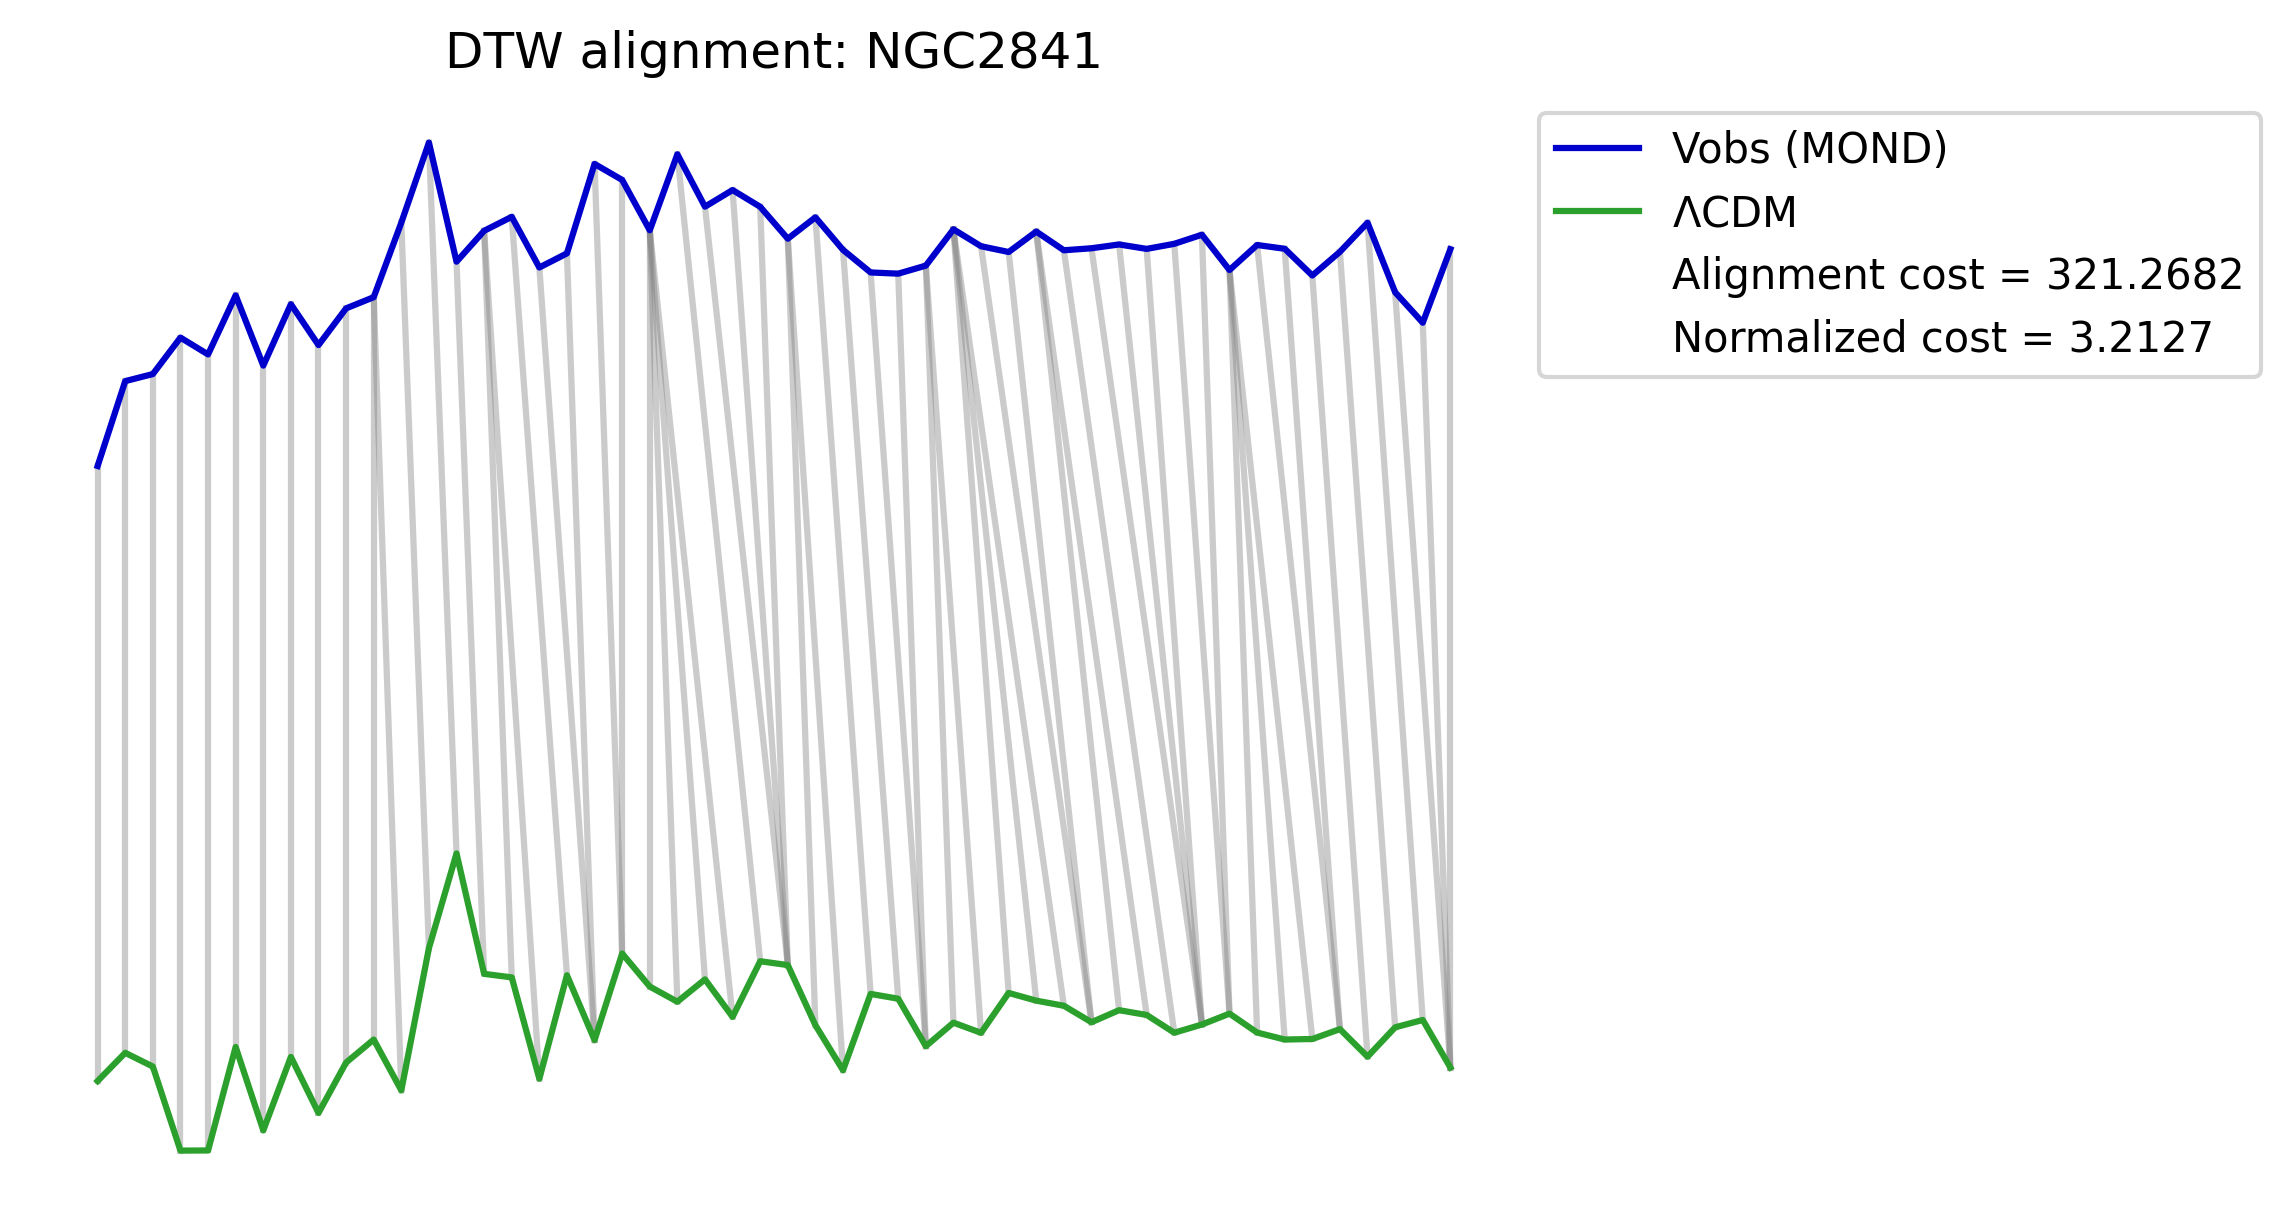 DTW alignment: NGC2841
Vobs (MOND)
ΛCDM
Alignment cost = 321.2682
Normalized cost = 3.2127